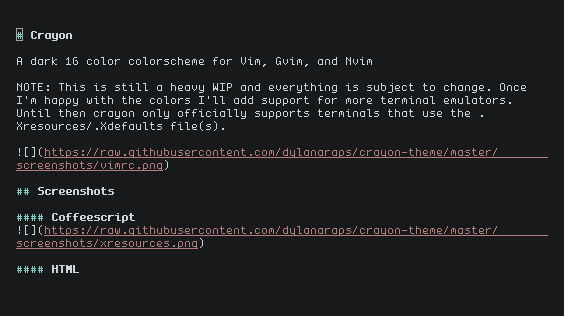 # Crayon
A dark 16 color colorscheme for Vim, Gvim, and Nvim
NOTE: This is still a heavy WIP and everything is subject to change. Once
I'm happy with the colors I'll add support for more terminal emulators.
Until then crayon only officially supports terminals that use the .
Xresources/.Xdefaults file(s).
![](https://raw.githubusercontent.com/dylanaraps/crayon-theme/master/
screenshots/vimrc.png)
## Screenshots
#### Coffeescript
![](https://raw.githubusercontent.com/dylanaraps/crayon-theme/master/
screenshots/xresources.png)
#### HTML